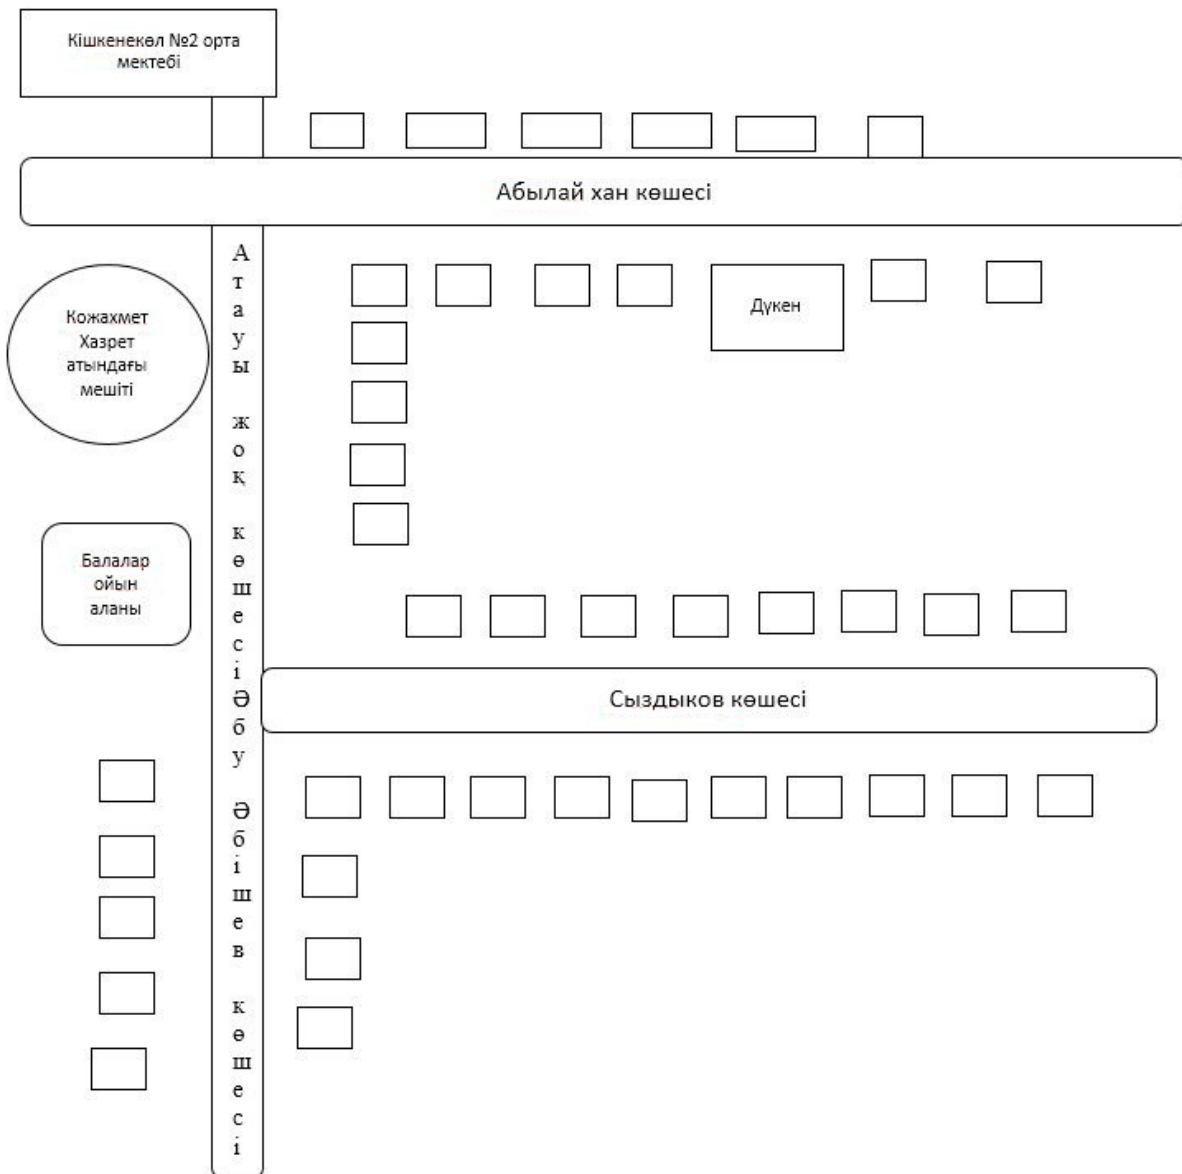 Кішкенекөл №2 орта
мектебі
Абылай хан көшесі
Атауы жоқ көшесі
Кожахмет
Хазрет
атындағы
мешіті
Дүкен
Балалар
ойын
аланы
Сыздыков көшесі
Әбу Әбішев көшесі